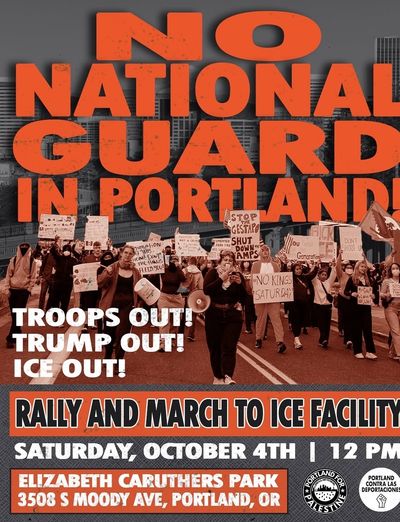 NO
NATIONAL
GUARD
IN PORTLAND!
STOP THE
GESTAPO
SHUT
DOWN
CAMPS
NO KINGS
SATURDAY
TROOPS OUT!
TRUMP OUT!
ICE OUT!
RALLY AND MARCH TO ICE FACILITY
SATURDAY, OCTOBER 4TH | 12 PM
ELIZABETH CARUTHERS PARK
3508 S MOODY AVE, PORTLAND, OR
PORTLAND FOR
PALESTINE
PORTLAND
CONTRA LAS
DEPORTACIONES